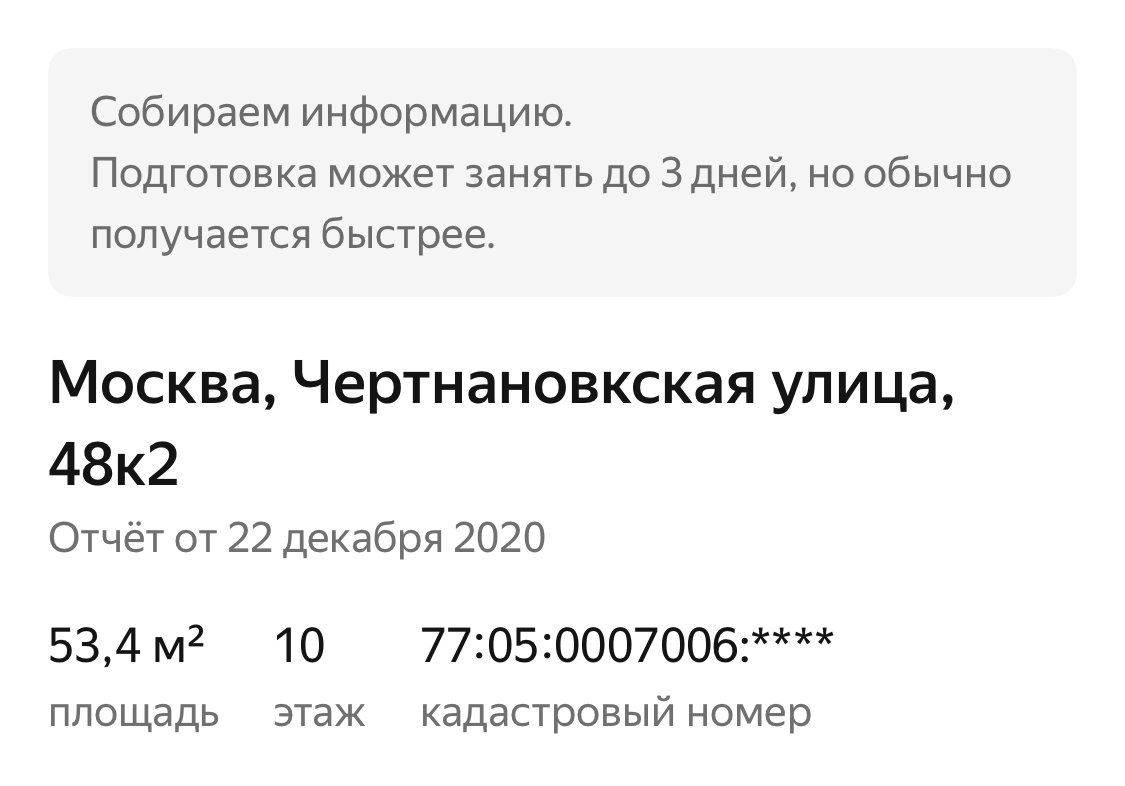 Собираем информацию.
Подготовка может занять до 3 дней, но обычно
получается быстрее.
Москва, Чертнановкская улица,
48к2
Отчёт от 22 декабря 2020
53,4 м² 10 77:05:0007006:****
площадь этаж кадастровый номер